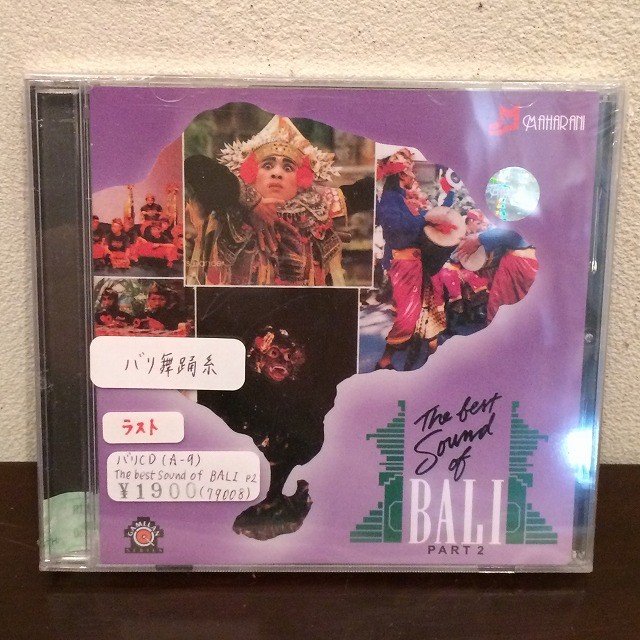 MAHARANI
バリ舞踊系
ラスト
バリCD (A-9)
The best Sound of BALI P2
¥1900 (79008)
The best
Sound
of
BALI
PART 2
GAMELAN